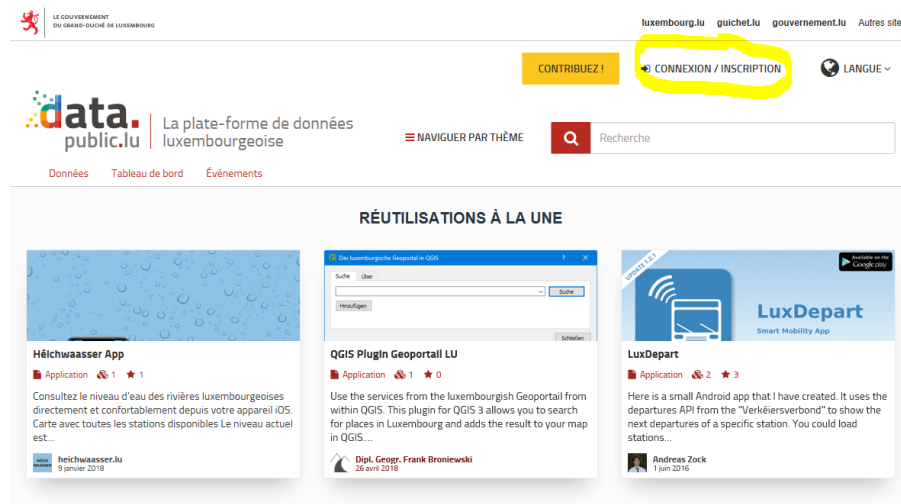 LE GOUVERNEMENT
DU GRAND-DUCHÉ DE LUXEMBOURG
luxembourg.lu guichet.lu gouvernement.lu Autres site
CONTRIBUEZ !
CONNEXION / INSCRIPTION
LANGUE
data.
public.lu
La plate-forme de données
luxembourgeoise
NAVIGUER PAR THÈME
Recherche
Données Tableau de bord Événements
RÉUTILISATIONS À LA UNE
Héichwaasser App
Application 1 1
Consultez le niveau d'eau des rivières luxembourgeoises
directement et confortablement depuis votre appareil iOS.
Carte avec toutes les stations disponibles Le niveau actuel
est...
heichwaasser.lu
9 janvier 2018
Das luxemburgische Geoportal in QGIS ? X
Suche Über
Suche
Hinzufügen
Schließen
QGIS Plugin Geoportail LU
Application 1 0
Use the services from the luxemburgish Geoportal from
within QGIS. This plugin for QGIS 3 allows you to search
for places in Luxembourg and adds the result to your map
in QGIS....
Dipl. Geogr. Frank Broniewski
26 avril 2018
UPDATE 1.2.1
Available on the
Google play
LuxDepart
Smart Mobility App
LuxDepart
Application 2 3
Here is a small Android app that I have created. It uses the
departures API from the "Verkéiersverbond" to show the
next departures of a specific station. You could load
stations...
Andreas Zock
1 juin 2016